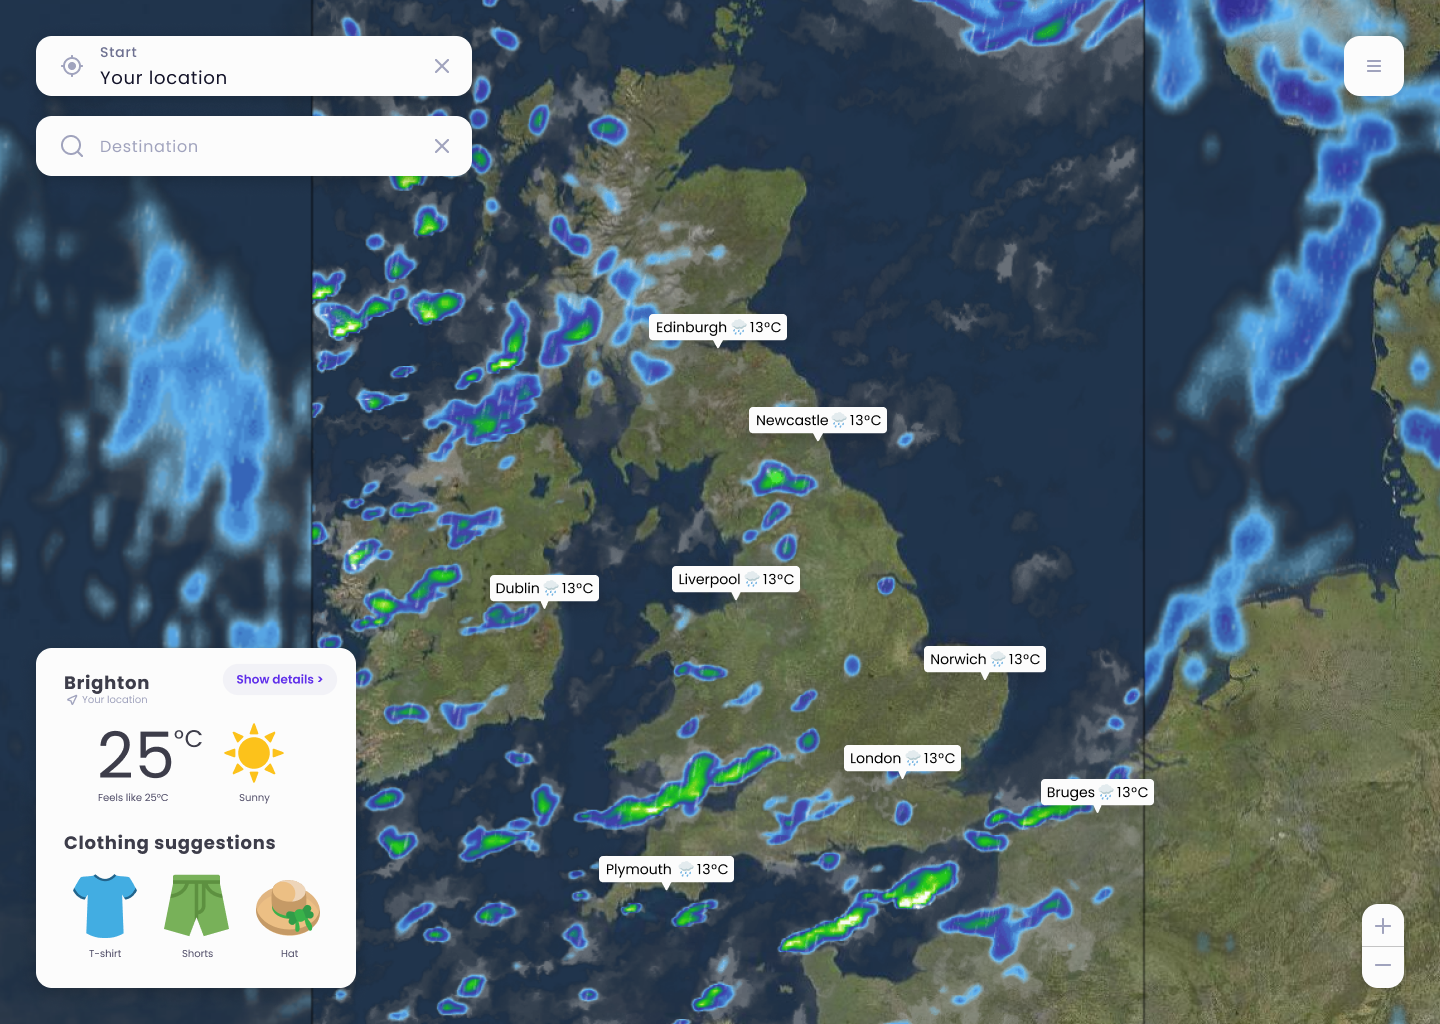 Start
Your location
Destination
Edinburgh 13°C
Newcastle 13°C
Dublin 13°C
Liverpool 13°C
Norwich 13°C
London 13°C
Bruges 13°C
Plymouth 13°C
Brighton
Your location
Show details >
25°C
Feels like 25°C
Sunny
Clothing suggestions
T-shirt
Shorts
Hat